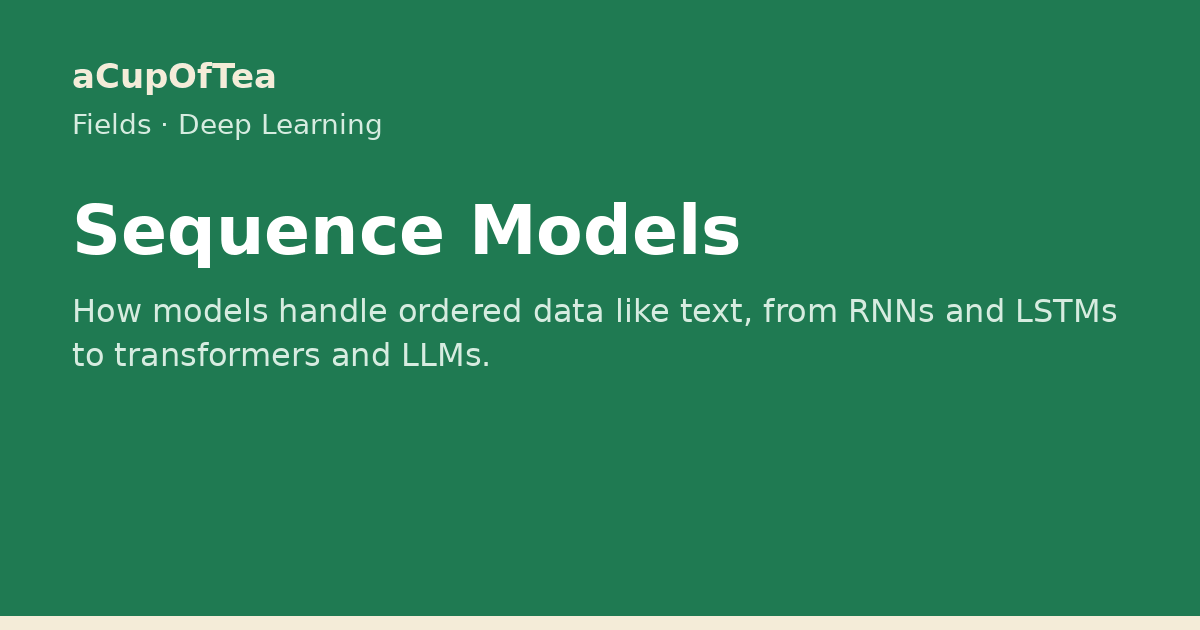 aCupOfTea
Fields · Deep Learning
Sequence Models
How models handle ordered data like text, from RNNs and LSTMs
to transformers and LLMs.